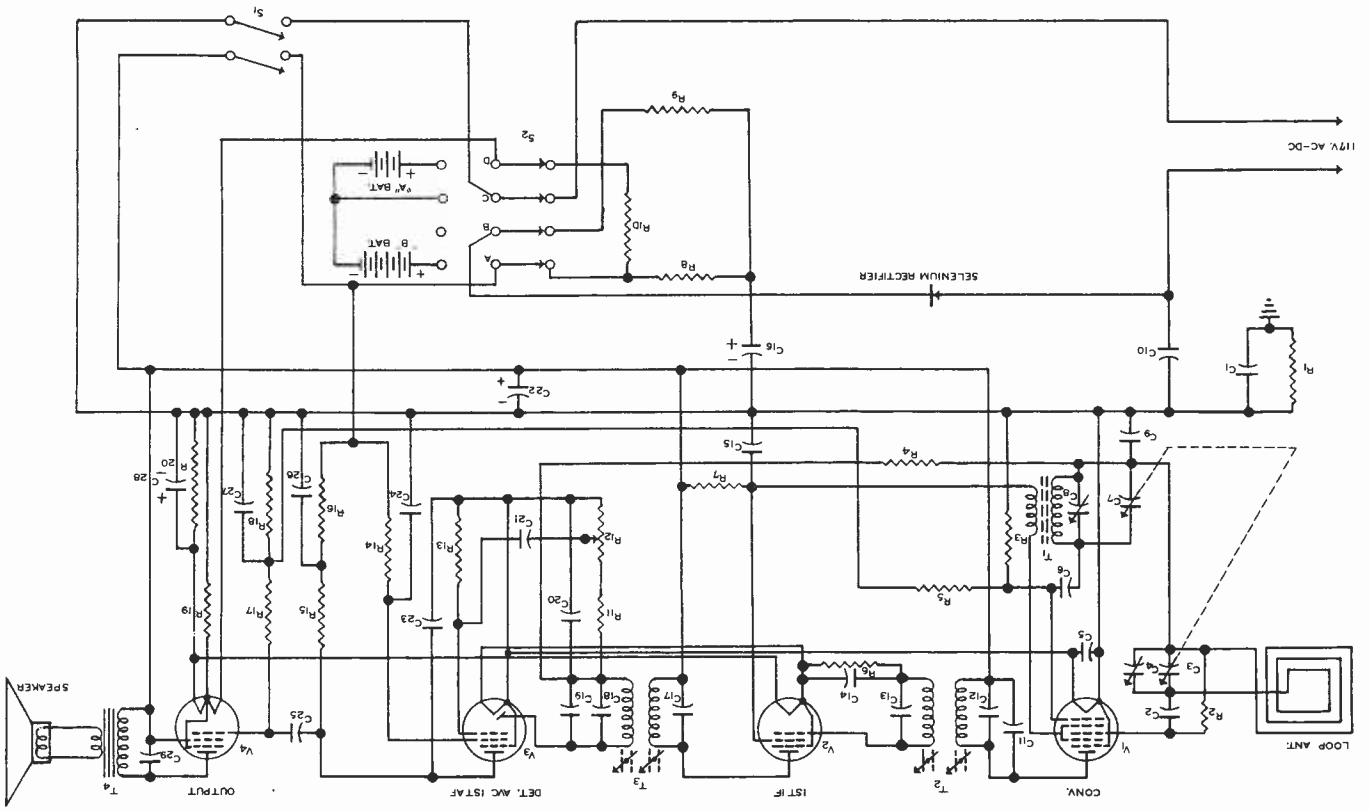 CONV.
T2
1ST IF
T3
DET. AVC 1STAF
OUTPUT
T4
LOOP ANT.
V1
C11
C12
C13
V2
C17
C18
C19
V3
C25
V4
C29
SPEAKER
R2
C2
C3
C4
C5
C14
R6
R11
C20
C23
R15
R17
R19
C6
R5
T1
R3
C7
C8
R12
C21
R13
R14
C24
R16
C26
R18
C27
R20
C28
+
-
R4
R7
C9
C15
C22
-
+
R1
C1
C10
C16
-
+
SELENIUM RECTIFIER
R8
A
+
B
BAT.
-
R10
B
C
117V. AC-DC
"A" BAT.
D
+
-
S2
R9
S1